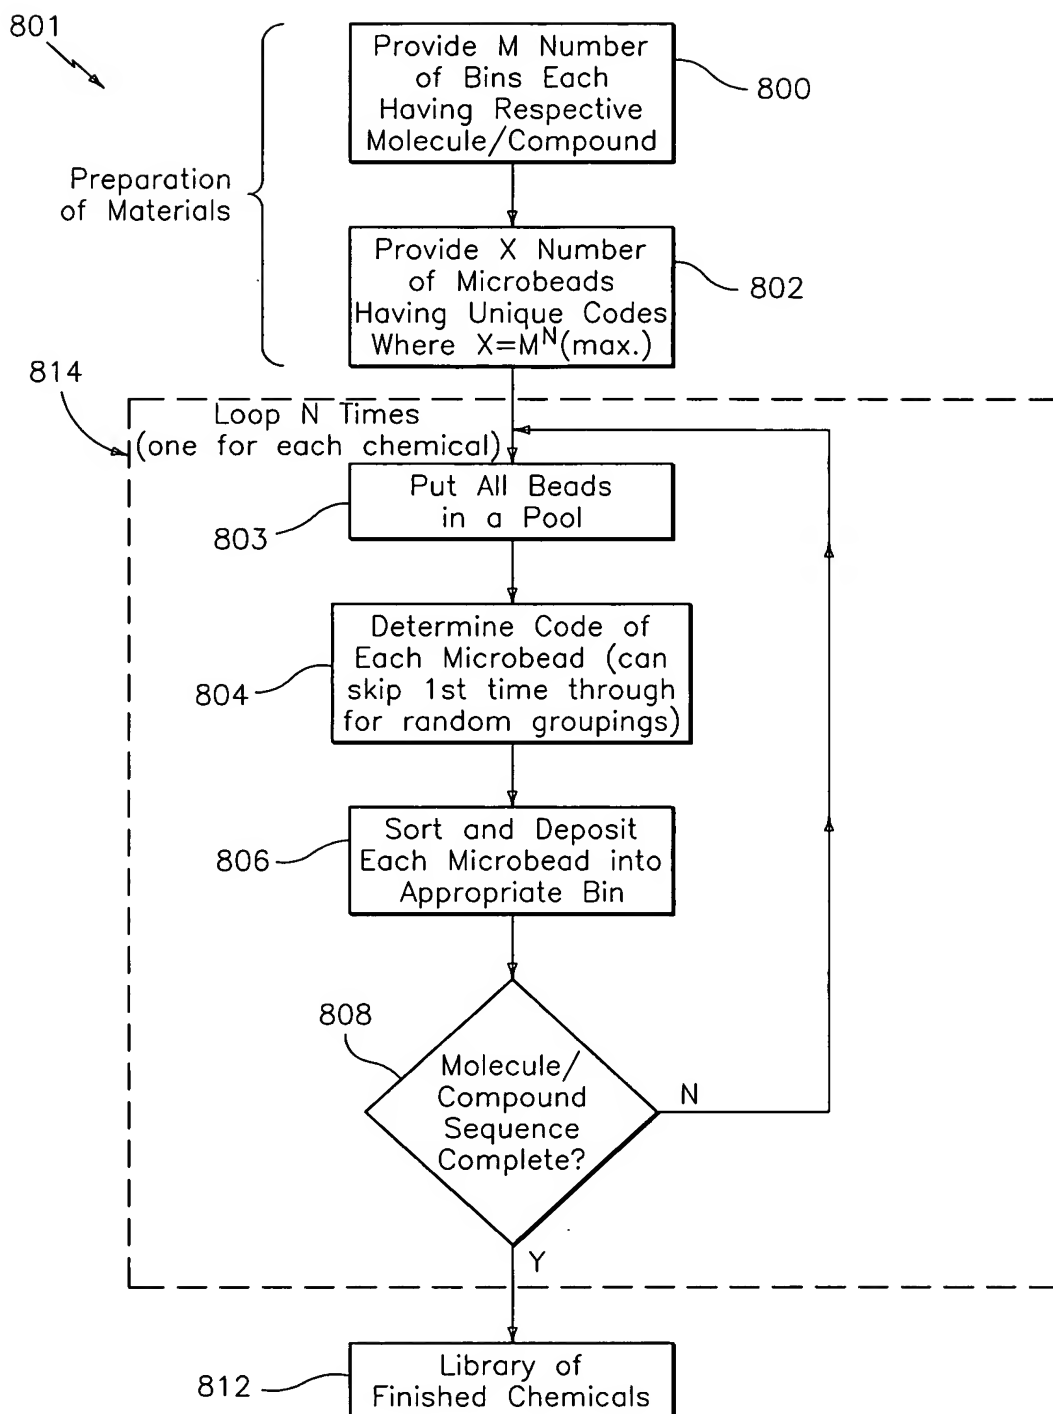 801
Provide M Number
of Bins Each
Having Respective
Molecule/Compound
800
Preparation
of Materials
Provide X Number
of Microbeads
Having Unique Codes
Where X=M^N(max.)
802
814
Loop N Times
(one for each chemical)
Put All Beads
in a Pool
803
Determine Code of
Each Microbead (can
skip 1st time through
for random groupings)
804
Sort and Deposit
Each Microbead into
Appropriate Bin
806
808
Molecule/
Compound
Sequence
Complete?
N
Y
Library of
Finished Chemicals
812